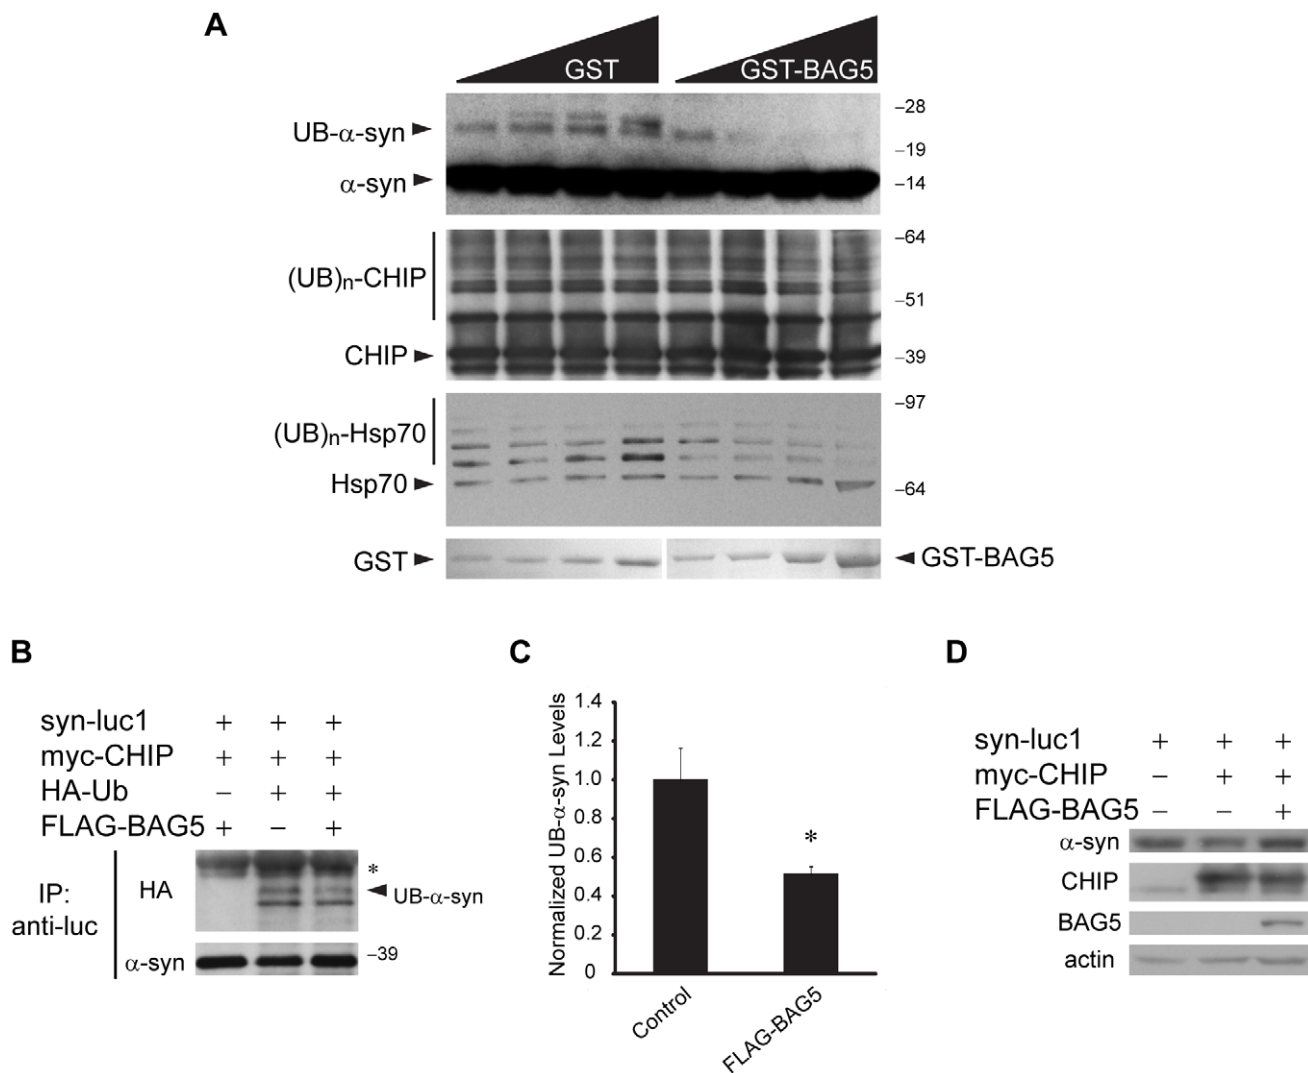 A
GST
GST-BAG5
UB-α-syn
α-syn
–28
–19
–14
(UB)n-CHIP
CHIP
–64
–51
–39
(UB)n-Hsp70
Hsp70
–97
–64
GST
GST-BAG5
B
syn-luc1 + + +
myc-CHIP + + +
HA-Ub – + +
FLAG-BAG5 + – +
IP:
anti-luc
HA
*
UB-α-syn
α-syn
–39
C
Normalized UB-α-syn Levels
1.4
1.2
1.0
0.8
0.6
0.4
0.2
0
*
Control
FLAG-BAG5
D
syn-luc1 + + +
myc-CHIP – + +
FLAG-BAG5 – – +
α-syn
CHIP
BAG5
actin